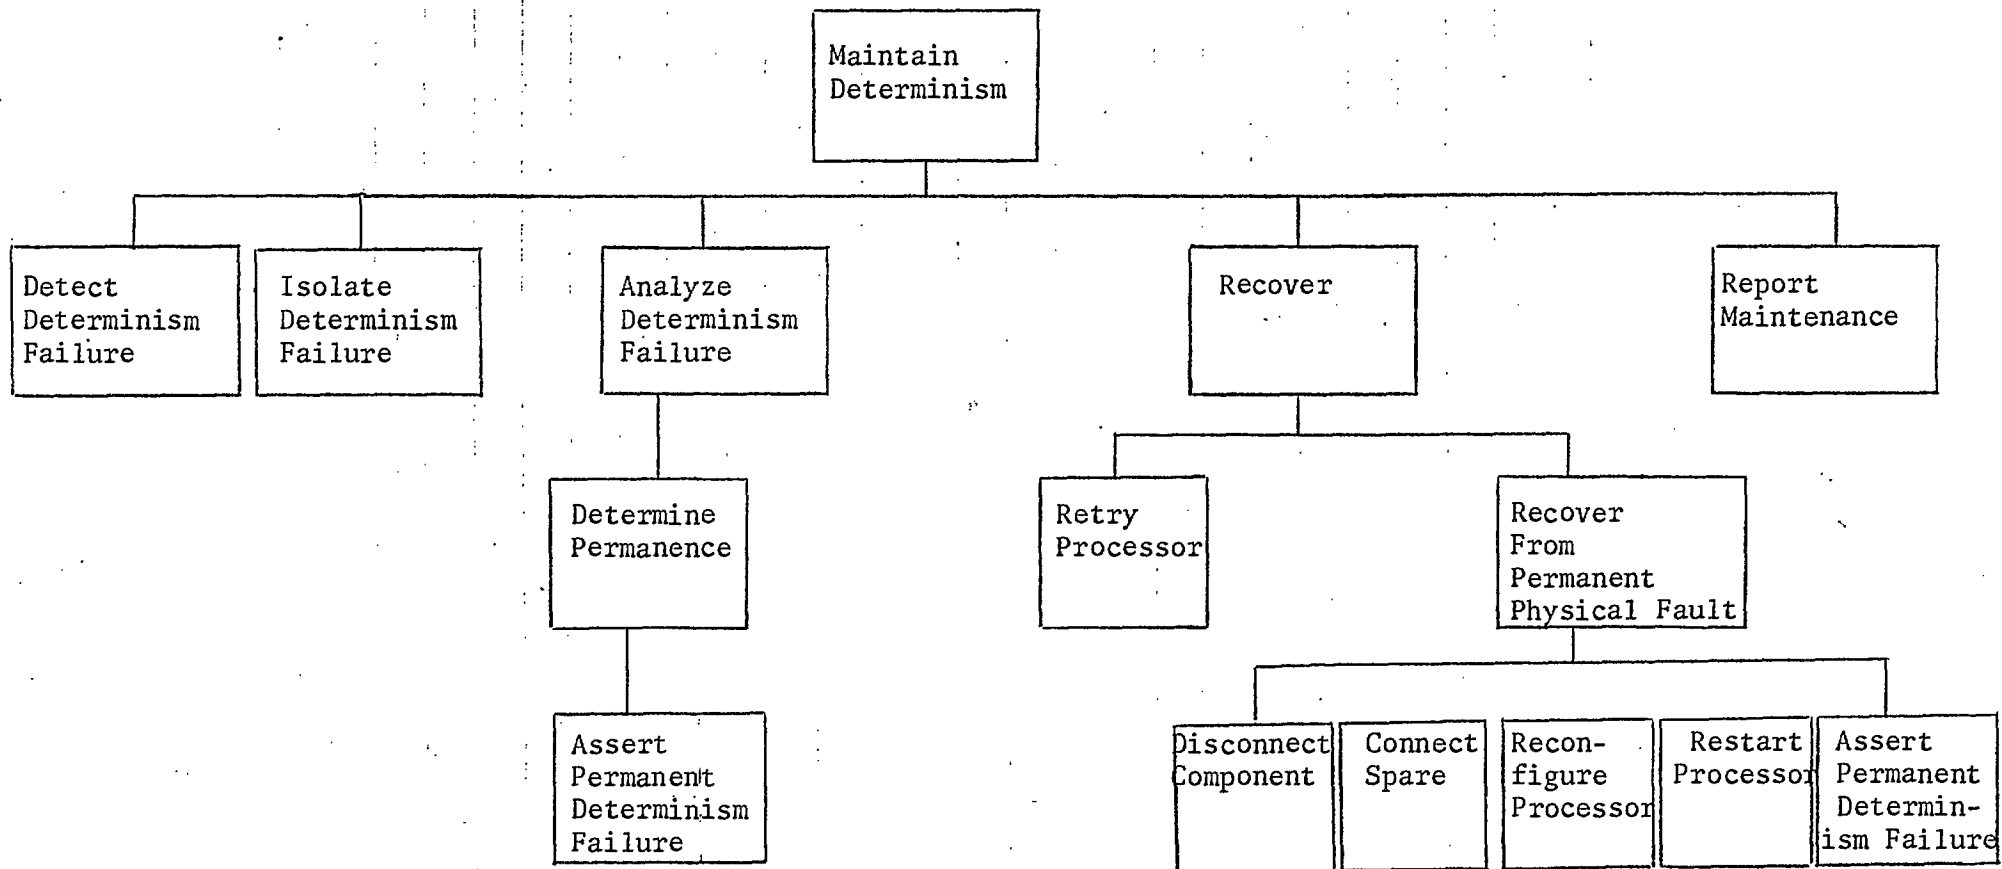 Maintain
Determinism
Detect
Determinism
Failure
Isolate
Determinism
Failure
Analyze
Determinism
Failure
Recover
Report
Maintenance
Determine
Permanence
Retry
Processor
Recover
From
Permanent
Physical Fault
Assert
Permanent
Determinism
Failure
Disconnect
Component
Connect
Spare
Recon-
figure
Processor
Restart
Processor
Assert
Permanent
Determin-
ism Failure